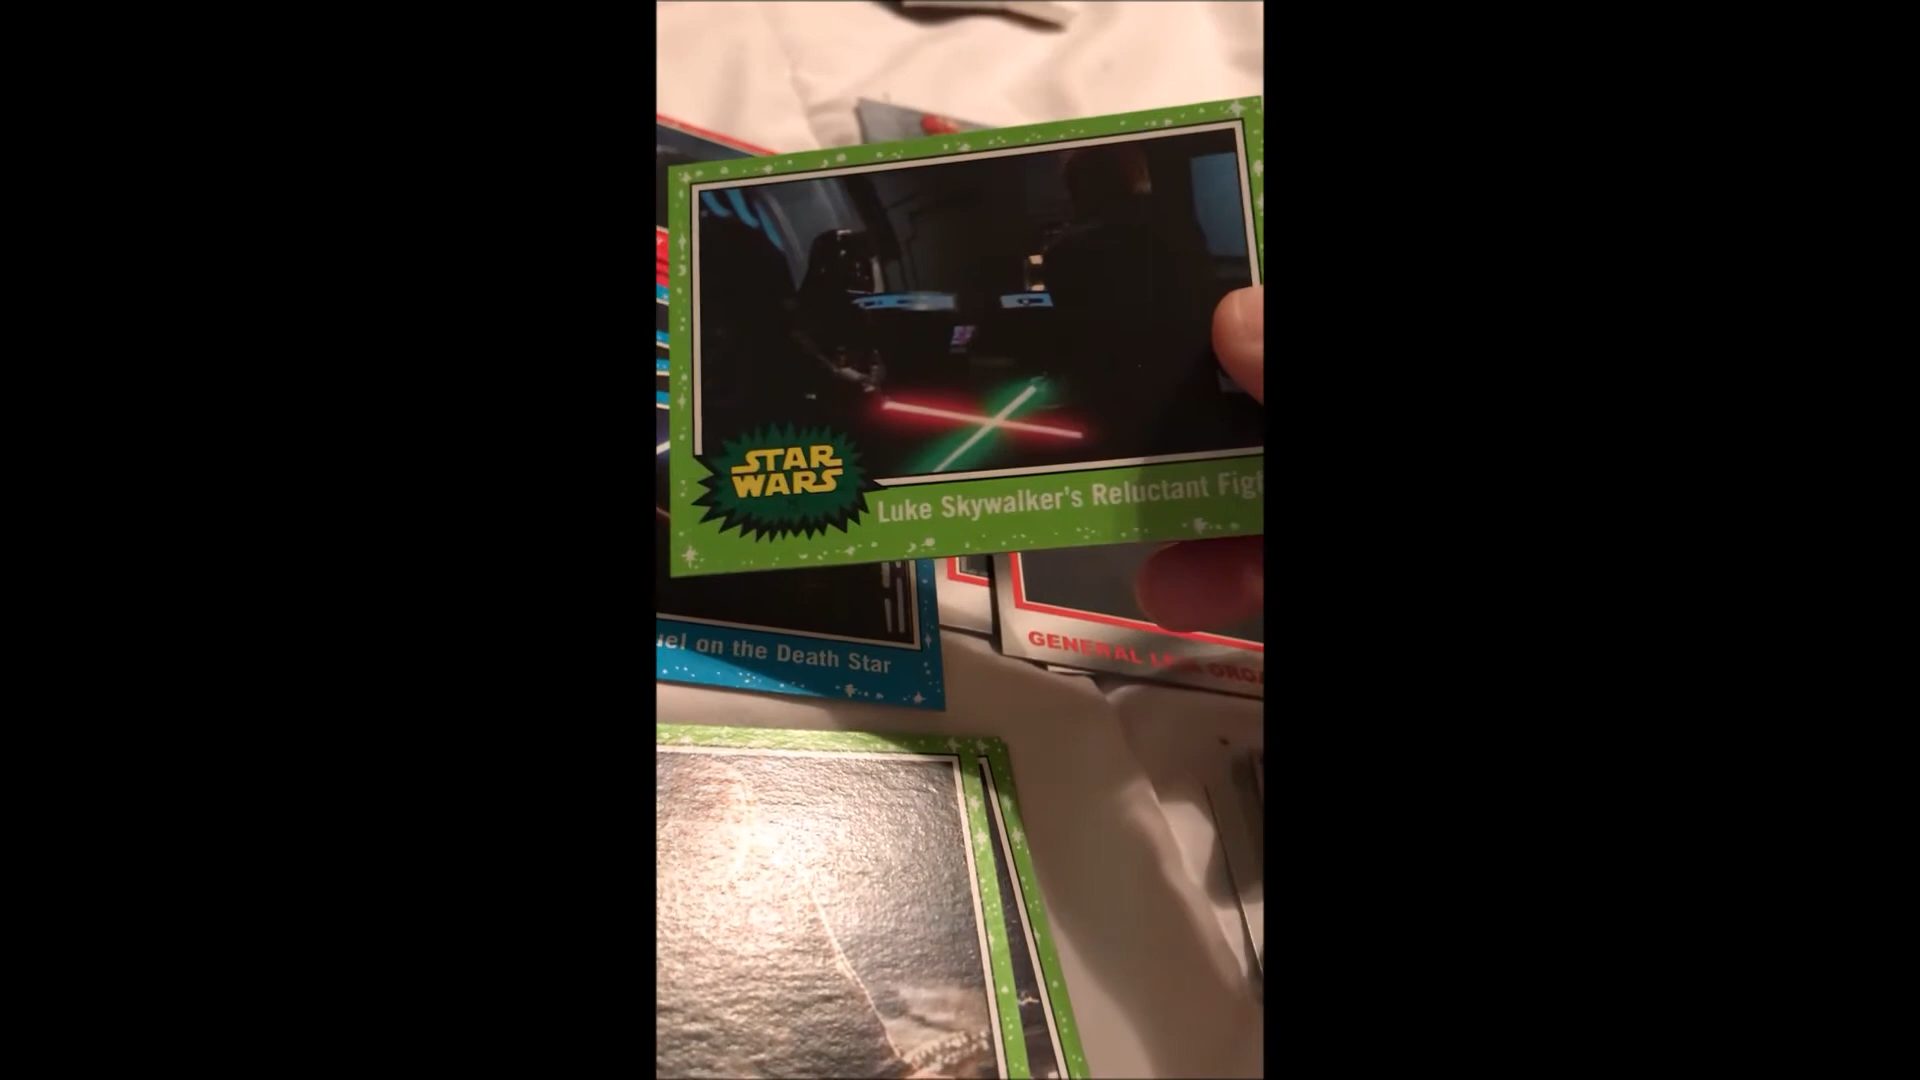 STAR
WARS
Luke Skywalker's Reluctant
on the Death Star
GENERAL